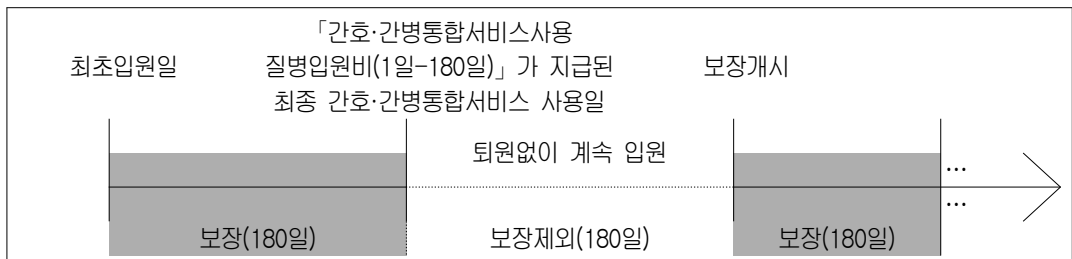 「간호·간병통합서비스사용
최초입원일 질병입원비(1일-180일)」가 지급된 보장개시
최종 간호·간병통합서비스 사용일
퇴원없이 계속 입원
...
...
보장(180일) 보장제외(180일) 보장(180일)